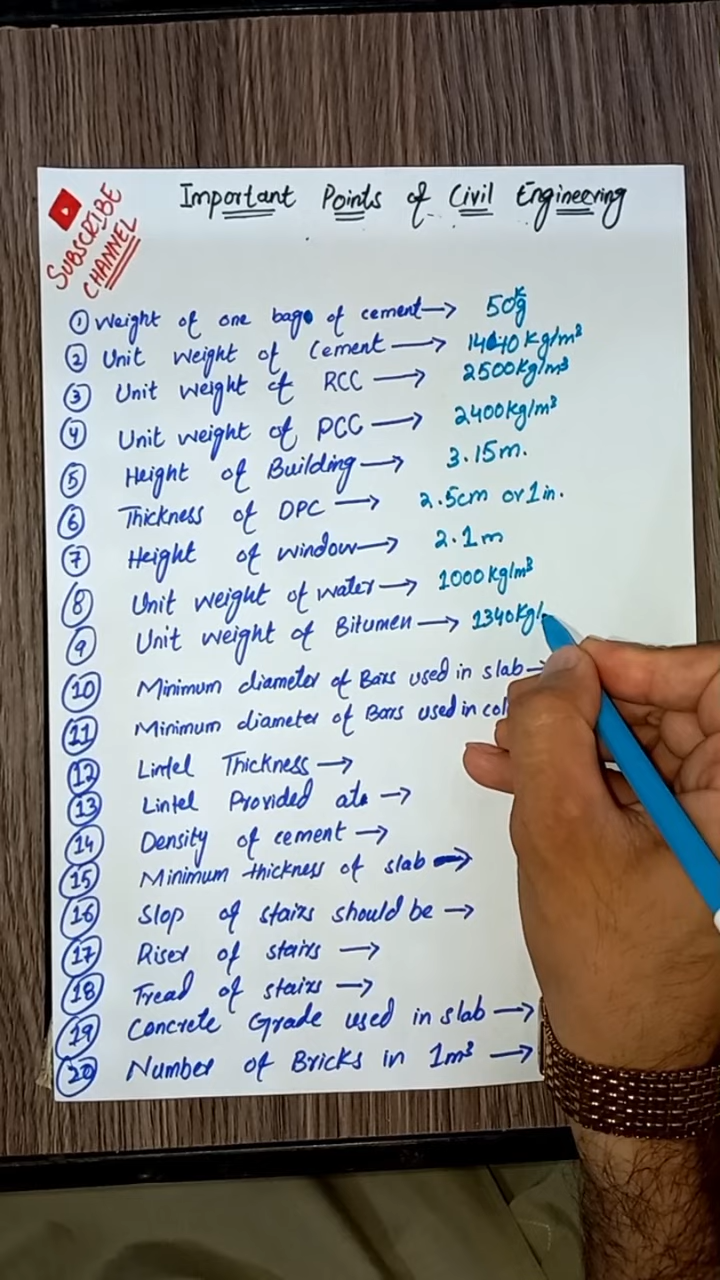 SUBSCRIBE
CHANNEL
Important Points of Civil Engineering
① Weight of one bag of cement → 50kg
② Unit weight of Cement → 1440 Kg/m³
③ Unit weight of RCC → 2500Kg/m³
④ Unit weight of PCC → 2400Kg/m³
⑤ Height of Building → 3.15m.
⑥ Thickness of DPC → 2.5cm or 1in.
⑦ Height of window → 2.1m
⑧ Unit weight of water → 1000Kg/m³
⑨ Unit weight of Bitumen → 1340Kg/
⑩ Minimum diameter of Bars used in slab →
⑪ Minimum diameter of Bars used in col
⑫ Lintel Thickness →
⑬ Lintel Provided at →
⑭ Density of cement →
⑮ Minimum thickness of slab →
⑯ Slop of stairs should be →
⑰ Riser of stairs →
⑱ Tread of stairs →
⑲ Concrete Grade used in slab →
⑳ Number of Bricks in 1m³ →